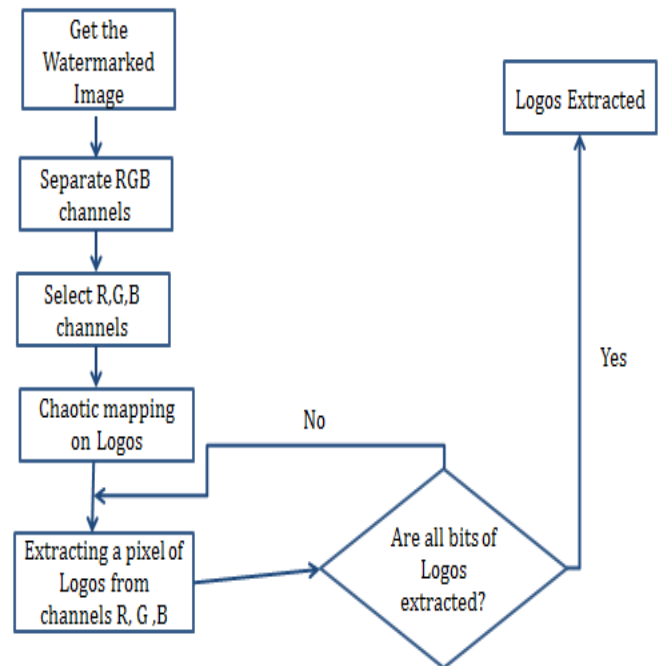 Get the
Watermarked
Image
Separate RGB
channels
Select R,G,B
channels
Chaotic mapping
on Logos
Extracting a pixel of
Logos from
channels R, G ,B
No
Are all bits of
Logos
extracted?
Yes
Logos Extracted